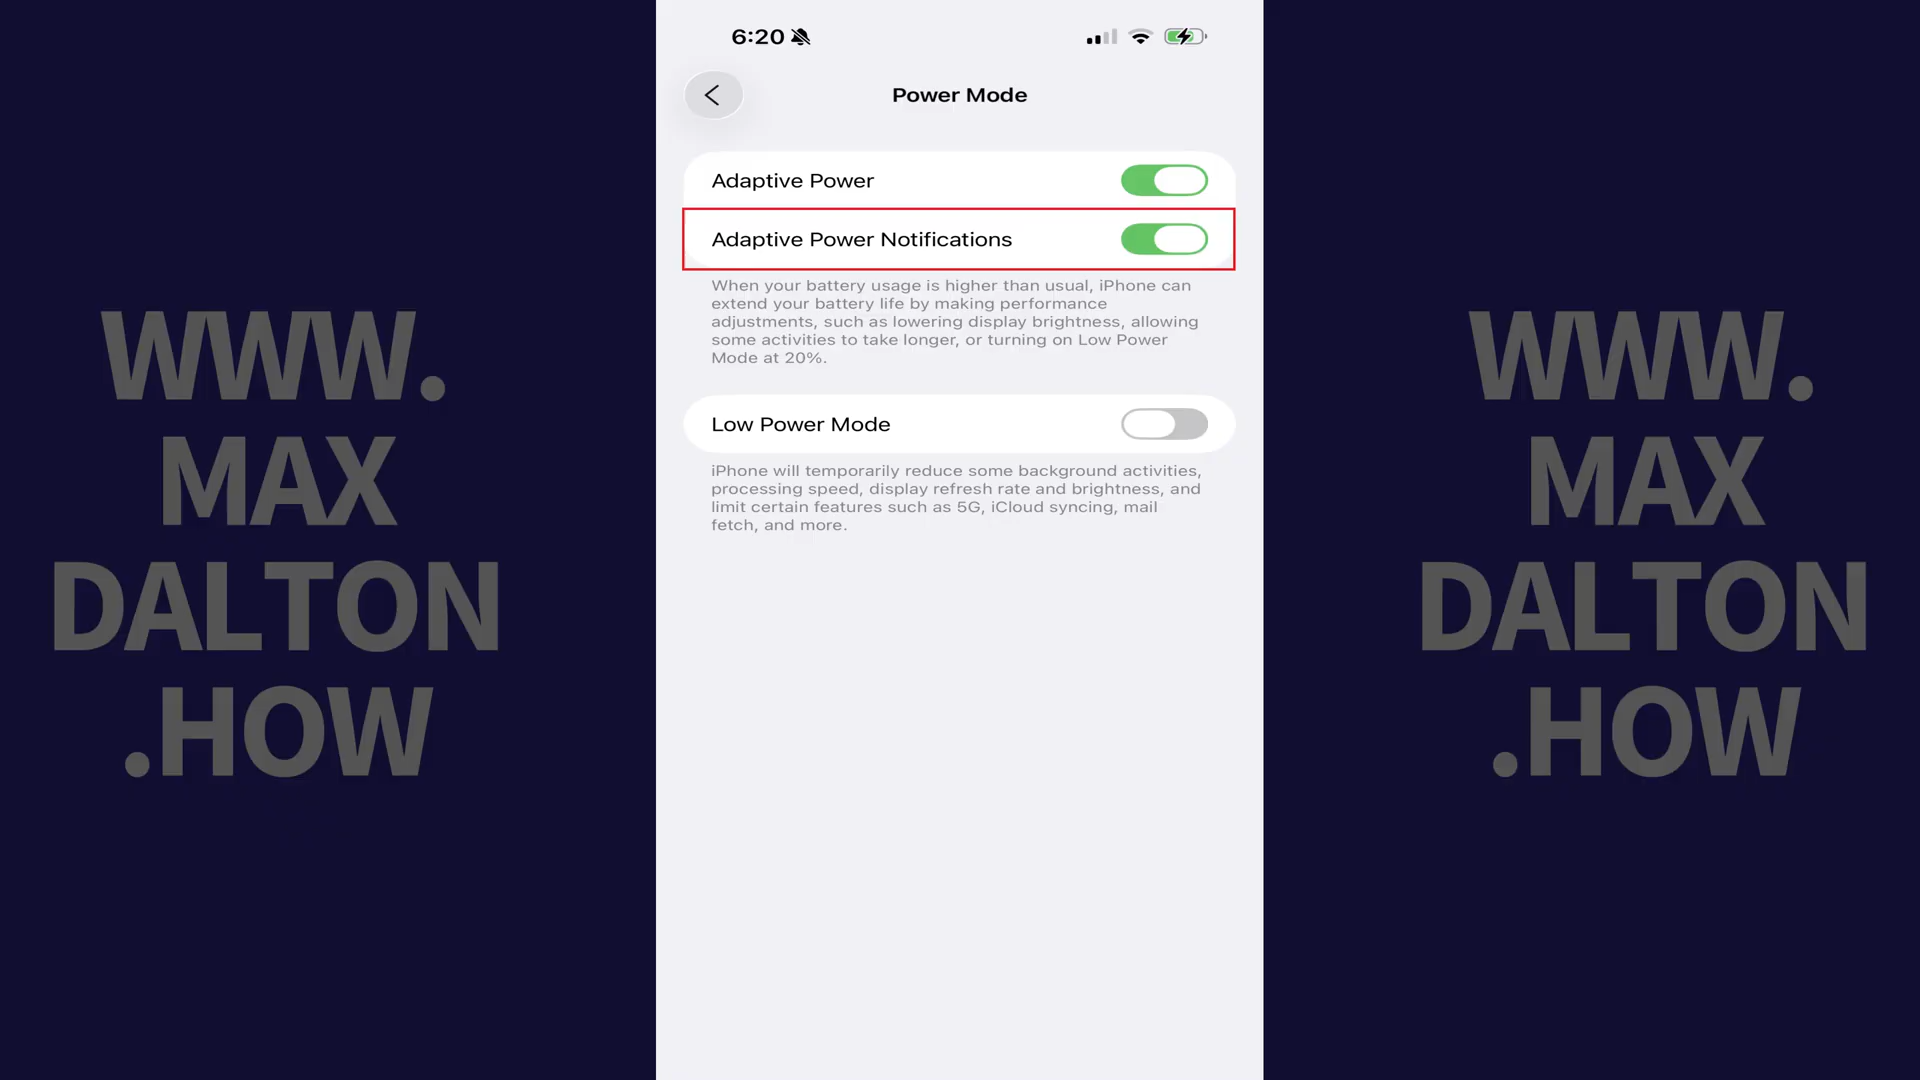 6:20
Power Mode
Adaptive Power
Adaptive Power Notifications
When your battery usage is higher than usual, iPhone can
extend your battery life by making performance
adjustments, such as lowering display brightness, allowing
some activities to take longer, or turning on Low Power
Mode at 20%.
Low Power Mode
iPhone will temporarily reduce some background activities,
processing speed, display refresh rate and brightness, and
limit certain features such as 5G, iCloud syncing, mail
fetch, and more.
WWW.
MAX
DALTON
.HOW
WWW.
MAX
DALTON
.HOW